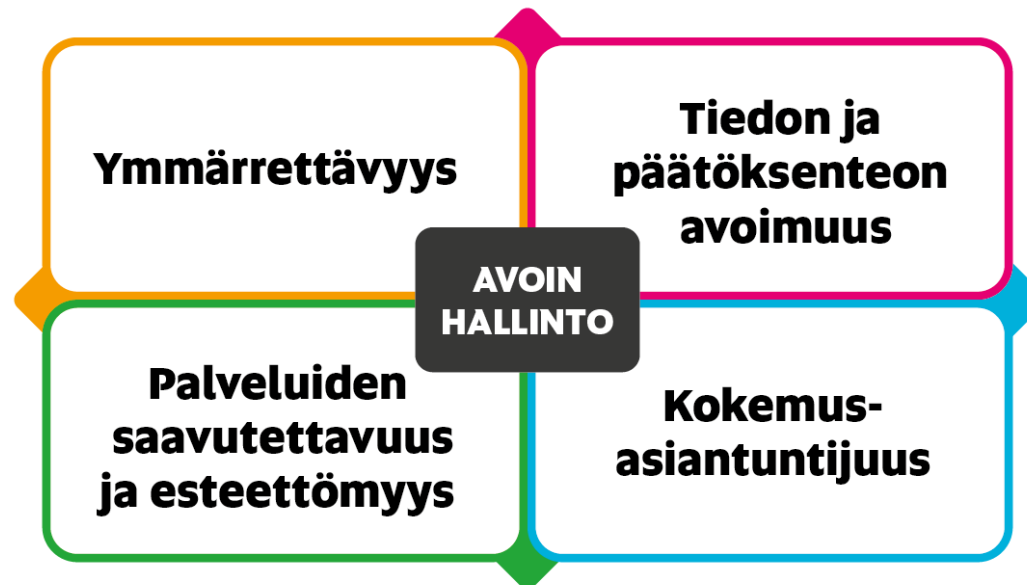 Ymmärrettävyys
Tiedon ja
päätöksenteon
avoimuus
AVOIN
HALLINTO
Palveluiden
saavutettavuus
ja esteettömyys
Kokemus-
asiantuntijuus